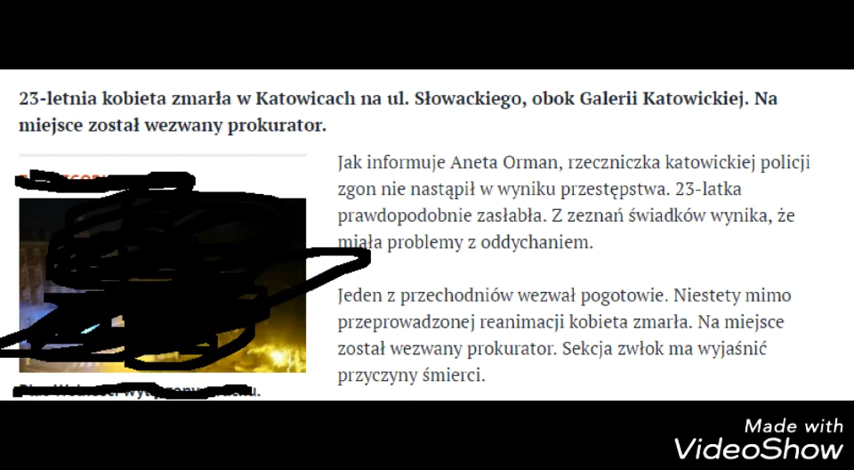 23-letnia kobieta zmarła w Katowicach na ul. Słowackiego, obok Galerii Katowickiej. Na
miejsce został wezwany prokurator.
Jak informuje Aneta Orman, rzeczniczka katowickiej policji
zgon nie nastąpił w wyniku przestępstwa. 23-latka
prawdopodobnie zasłabła. Z zeznań świadków wynika, że
miała problemy z oddychaniem.
Jeden z przechodniów wezwał pogotowie. Niestety mimo
przeprowadzonej reanimacji kobieta zmarła. Na miejsce
został wezwany prokurator. Sekcja zwłok ma wyjaśnić
przyczyny śmierci.
Made with
VideoShow